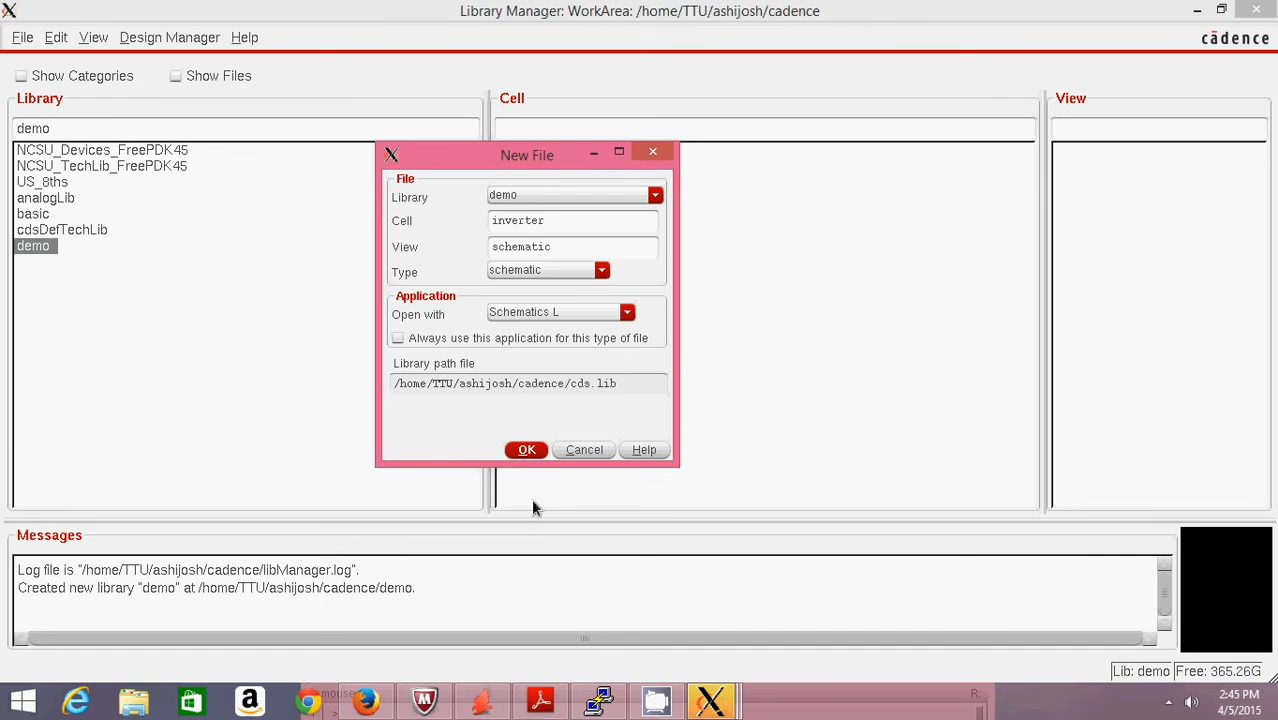 Library Manager: WorkArea: /home/TTU/ashijosh/cadence
File Edit View Design Manager Help
cādence
Show Categories Show Files
Library
demo
NCSU_Devices_FreePDK45
NCSU_TechLib_FreePDK45
US_8ths
analogLib
basic
cdsDefTechLib
demo
Cell
View
New File
File
Library demo
Cell inverter
View schematic
Type schematic
Application
Open with Schematics L
Always use this application for this type of file
Library path file
/home/TTU/ashijosh/cadence/cds.lib
OK Cancel Help
Messages
Log file is "/home/TTU/ashijosh/cadence/libManager.log".
Created new library "demo" at /home/TTU/ashijosh/cadence/demo.
Lib: demo Free: 365.26G
mouse R.
2:45 PM
4/5/2015